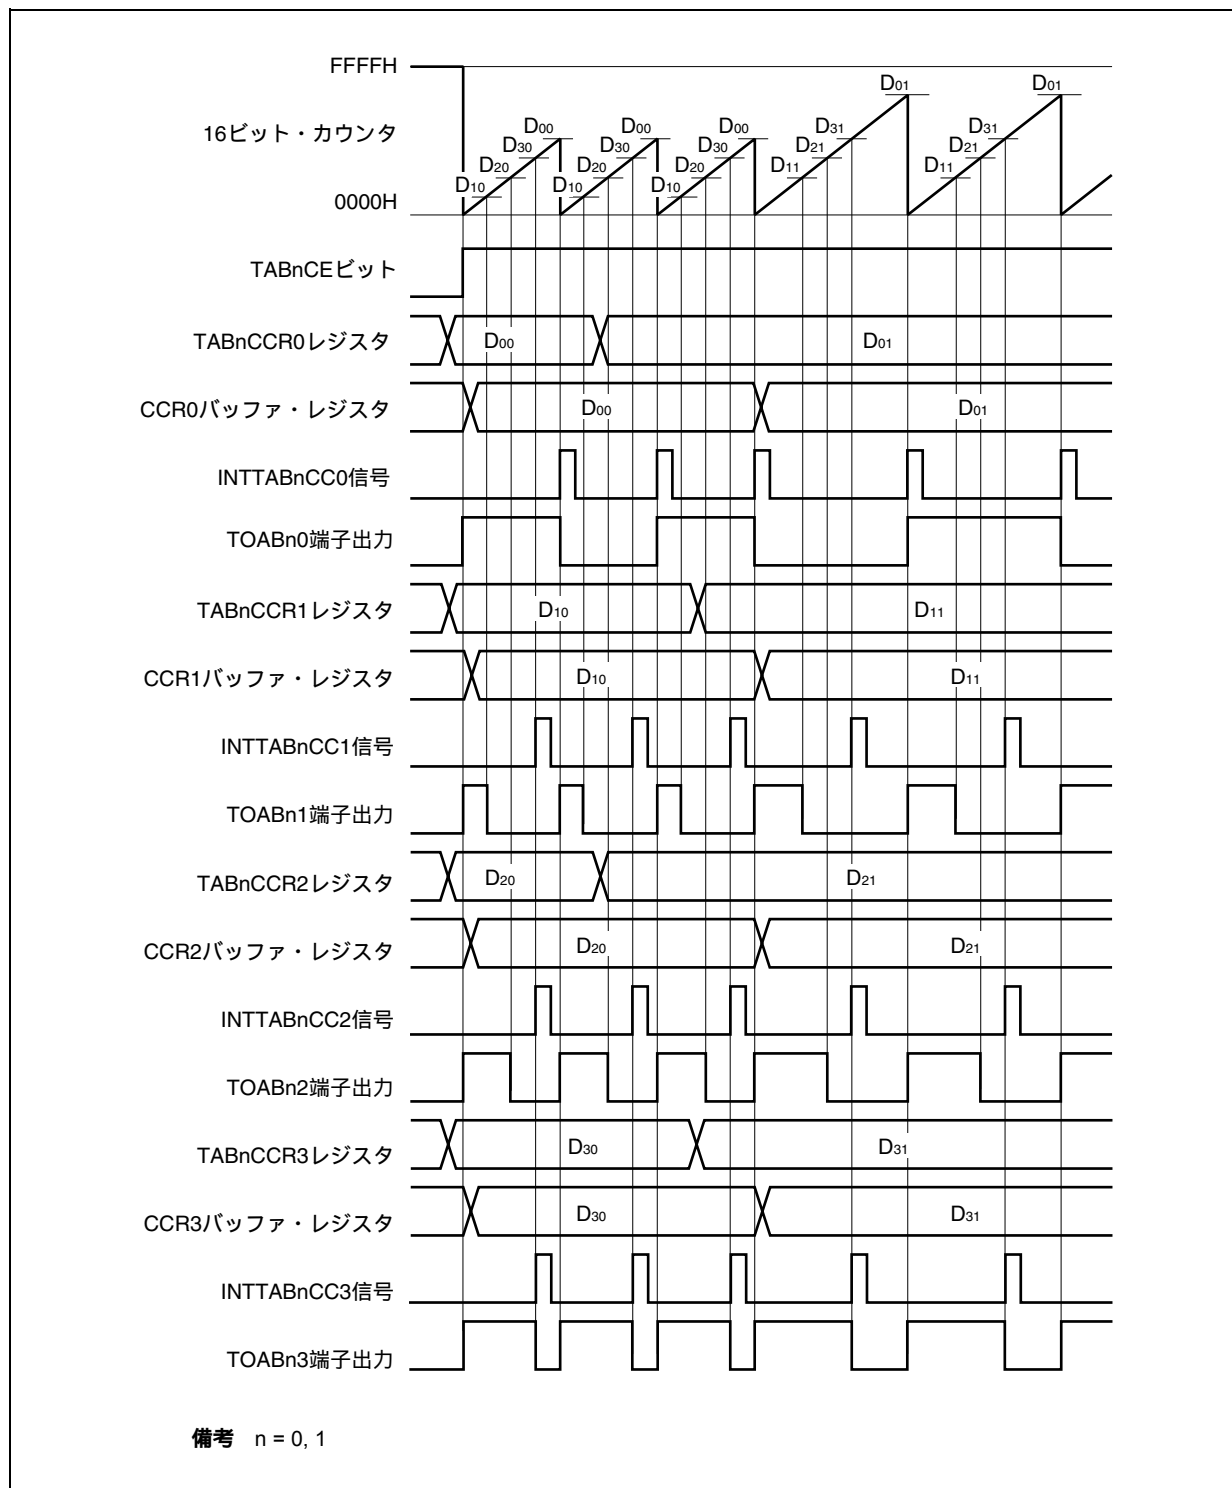 FFFFH
D01 D01
16ビット・カウンタ
D00 D00 D00
D31 D31
D30 D30 D30
D21 D21
D20 D20 D20
D11 D11
D10 D10 D10
0000H
TABnCEビット
TABnCCR0レジスタ D00 D01
CCR0バッファ・レジスタ D00 D01
INTTABnCC0信号
TOABn0端子出力
TABnCCR1レジスタ D10 D11
CCR1バッファ・レジスタ D10 D11
INTTABnCC1信号
TOABn1端子出力
TABnCCR2レジスタ D20 D21
CCR2バッファ・レジスタ D20 D21
INTTABnCC2信号
TOABn2端子出力
TABnCCR3レジスタ D30 D31
CCR3バッファ・レジスタ D30 D31
INTTABnCC3信号
TOABn3端子出力
備考 n = 0, 1